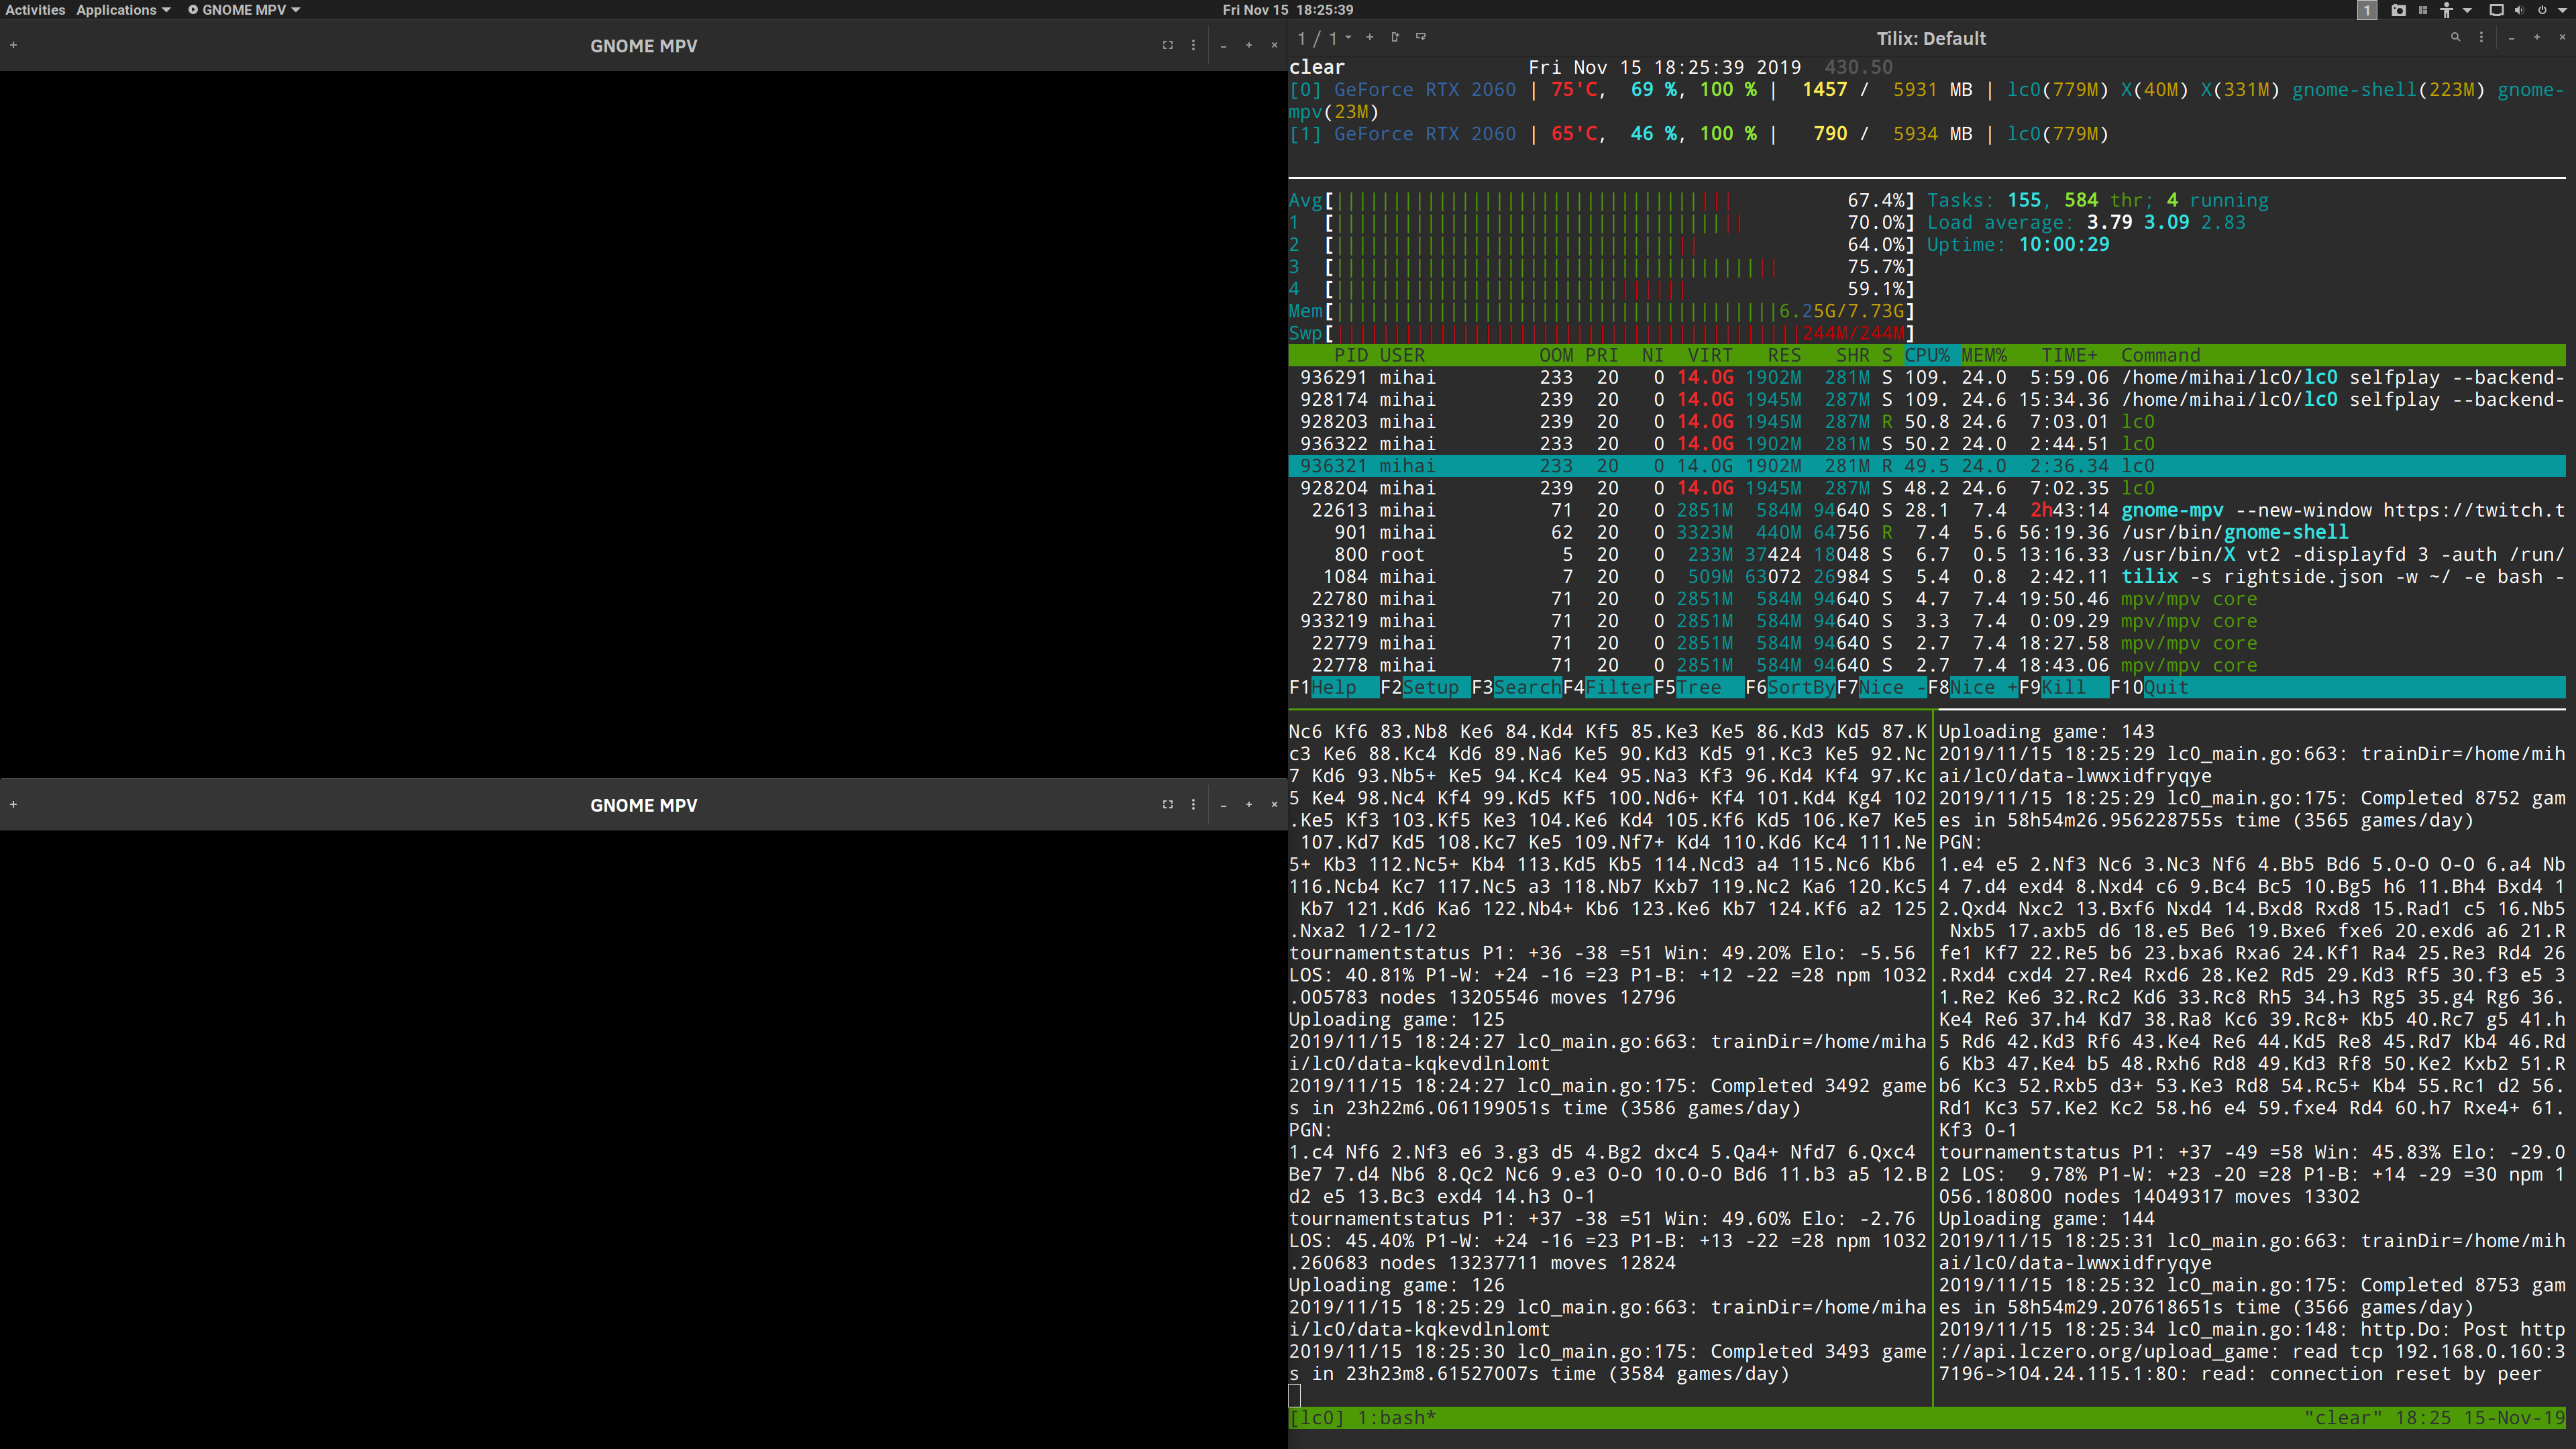 Activities Applications GNOME MPV Fri Nov 15 18:25:39 1
GNOME MPV
GNOME MPV
1 / 1 Tilix: Default
clear Fri Nov 15 18:25:39 2019 430.50
[0] GeForce RTX 2060 | 75'C, 69 %, 100 % | 1457 / 5931 MB | lc0(779M) X(40M) X(331M) gnome-shell(223M) gnome-
mpv(23M)
[1] GeForce RTX 2060 | 65'C, 46 %, 100 % | 790 / 5934 MB | lc0(779M)
Avg[ 67.4%] Tasks: 155, 584 thr; 4 running
1 [ 70.0%] Load average: 3.79 3.09 2.83
2 [ 64.0%] Uptime: 10:00:29
3 [ 75.7%]
4 [ 59.1%]
Mem[ 6.25G/7.73G]
Swp[ 244M/244M]
PID USER OOM PRI NI VIRT RES SHR S CPU% MEM% TIME+ Command
936291 mihai 233 20 0 14.0G 1902M 281M S 109. 24.0 5:59.06 /home/mihai/lc0/lc0 selfplay --backend-
928174 mihai 239 20 0 14.0G 1945M 287M S 109. 24.6 15:34.36 /home/mihai/lc0/lc0 selfplay --backend-
928203 mihai 239 20 0 14.0G 1945M 287M R 50.8 24.6 7:03.01 lc0
936322 mihai 233 20 0 14.0G 1902M 281M S 50.2 24.0 2:44.51 lc0
936321 mihai 233 20 0 14.0G 1902M 281M R 49.5 24.0 2:36.34 lc0
928204 mihai 239 20 0 14.0G 1945M 287M S 48.2 24.6 7:02.35 lc0
22613 mihai 71 20 0 2851M 584M 94640 S 28.1 7.4 2h43:14 gnome-mpv --new-window https://twitch.t
901 mihai 62 20 0 3323M 440M 64756 R 7.4 5.6 56:19.36 /usr/bin/gnome-shell
800 root 5 20 0 233M 37424 18048 S 6.7 0.5 13:16.33 /usr/bin/X vt2 -displayfd 3 -auth /run/
1084 mihai 7 20 0 509M 63072 26984 S 5.4 0.8 2:42.11 tilix -s rightside.json -w ~/ -e bash -
22780 mihai 71 20 0 2851M 584M 94640 S 4.7 7.4 19:50.46 mpv/mpv core
933219 mihai 71 20 0 2851M 584M 94640 S 3.3 7.4 0:09.29 mpv/mpv core
22779 mihai 71 20 0 2851M 584M 94640 S 2.7 7.4 18:27.58 mpv/mpv core
22778 mihai 71 20 0 2851M 584M 94640 S 2.7 7.4 18:43.06 mpv/mpv core
F1Help F2Setup F3SearchF4FilterF5Tree F6SortByF7Nice -F8Nice +F9Kill F10Quit
Nc6 Kf6 83.Nb8 Ke6 84.Kd4 Kf5 85.Ke3 Ke5 86.Kd3 Kd5 87.K
c3 Ke6 88.Kc4 Kd6 89.Na6 Ke5 90.Kd3 Kd5 91.Kc3 Ke5 92.Nc
7 Kd6 93.Nb5+ Ke5 94.Kc4 Ke4 95.Na3 Kf3 96.Kd4 Kf4 97.Kc
5 Ke4 98.Nc4 Kf4 99.Kd5 Kf5 100.Nd6+ Kf4 101.Kd4 Kg4 102
.Ke5 Kf3 103.Kf5 Ke3 104.Ke6 Kd4 105.Kf6 Kd5 106.Ke7 Ke5
107.Kd7 Kd5 108.Kc7 Ke5 109.Nf7+ Kd4 110.Kd6 Kc4 111.Ne
5+ Kb3 112.Nc5+ Kb4 113.Kd5 Kb5 114.Ncd3 a4 115.Nc6 Kb6
116.Ncb4 Kc7 117.Nc5 a3 118.Nb7 Kxb7 119.Nc2 Ka6 120.Kc5
Kb7 121.Kd6 Ka6 122.Nb4+ Kb6 123.Ke6 Kb7 124.Kf6 a2 125
.Nxa2 1/2-1/2
tournamentstatus P1: +36 -38 =51 Win: 49.20% Elo: -5.56
LOS: 40.81% P1-W: +24 -16 =23 P1-B: +12 -22 =28 npm 1032
.005783 nodes 13205546 moves 12796
Uploading game: 125
2019/11/15 18:24:27 lc0_main.go:663: trainDir=/home/miha
i/lc0/data-kqkevdlnlomt
2019/11/15 18:24:27 lc0_main.go:175: Completed 3492 game
s in 23h22m6.061199051s time (3586 games/day)
PGN:
1.c4 Nf6 2.Nf3 e6 3.g3 d5 4.Bg2 dxc4 5.Qa4+ Nfd7 6.Qxc4
Be7 7.d4 Nb6 8.Qc2 Nc6 9.e3 O-O 10.O-O Bd6 11.b3 a5 12.B
d2 e5 13.Bc3 exd4 14.h3 0-1
tournamentstatus P1: +37 -38 =51 Win: 49.60% Elo: -2.76
LOS: 45.40% P1-W: +24 -16 =23 P1-B: +13 -22 =28 npm 1032
.260683 nodes 13237711 moves 12824
Uploading game: 126
2019/11/15 18:25:29 lc0_main.go:663: trainDir=/home/miha
i/lc0/data-kqkevdlnlomt
2019/11/15 18:25:30 lc0_main.go:175: Completed 3493 game
s in 23h23m8.61527007s time (3584 games/day)
Uploading game: 143
2019/11/15 18:25:29 lc0_main.go:663: trainDir=/home/mih
ai/lc0/data-lwwxidfryqye
2019/11/15 18:25:29 lc0_main.go:175: Completed 8752 gam
es in 58h54m26.956228755s time (3565 games/day)
PGN:
1.e4 e5 2.Nf3 Nc6 3.Nc3 Nf6 4.Bb5 Bd6 5.O-O O-O 6.a4 Nb
4 7.d4 exd4 8.Nxd4 c6 9.Bc4 Bc5 10.Bg5 h6 11.Bh4 Bxd4 1
2.Qxd4 Nxc2 13.Bxf6 Nxd4 14.Bxd8 Rxd8 15.Rad1 c5 16.Nb5
Nxb5 17.axb5 d6 18.e5 Be6 19.Bxe6 fxe6 20.exd6 a6 21.R
fe1 Kf7 22.Re5 b6 23.bxa6 Rxa6 24.Kf1 Ra4 25.Re3 Rd4 26
.Rxd4 cxd4 27.Re4 Rxd6 28.Ke2 Rd5 29.Kd3 Rf5 30.f3 e5 3
1.Re2 Ke6 32.Rc2 Kd6 33.Rc8 Rh5 34.h3 Rg5 35.g4 Rg6 36.
Ke4 Re6 37.h4 Kd7 38.Ra8 Kc6 39.Rc8+ Kb5 40.Rc7 g5 41.h
5 Rd6 42.Kd3 Rf6 43.Ke4 Re6 44.Kd5 Re8 45.Rd7 Kb4 46.Rd
6 Kb3 47.Ke4 b5 48.Rxh6 Rd8 49.Kd3 Rf8 50.Ke2 Kxb2 51.R
b6 Kc3 52.Rxb5 d3+ 53.Ke3 Rd8 54.Rc5+ Kb4 55.Rc1 d2 56.
Rd1 Kc3 57.Ke2 Kc2 58.h6 e4 59.fxe4 Rd4 60.h7 Rxe4+ 61.
Kf3 0-1
tournamentstatus P1: +37 -49 =58 Win: 45.83% Elo: -29.0
2 LOS: 9.78% P1-W: +23 -20 =28 P1-B: +14 -29 =30 npm 1
056.180800 nodes 14049317 moves 13302
Uploading game: 144
2019/11/15 18:25:31 lc0_main.go:663: trainDir=/home/mih
ai/lc0/data-lwwxidfryqye
2019/11/15 18:25:32 lc0_main.go:175: Completed 8753 gam
es in 58h54m29.207618651s time (3566 games/day)
2019/11/15 18:25:34 lc0_main.go:148: http.Do: Post http
://api.lczero.org/upload_game: read tcp 192.168.0.160:3
7196->104.24.115.1:80: read: connection reset by peer
[lc0] 1:bash* "clear" 18:25 15-Nov-19